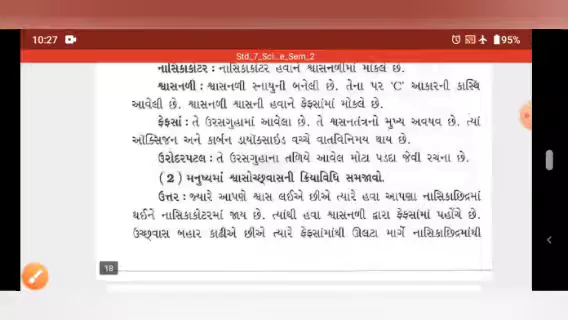 10:27
95%
Std_7_Sci..e_Sem_2
નાસિકાકોટર : નાસિકાકોટર હવાને શ્વાસનળીમાં મોકલે છે.
શ્વાસનળી : શ્વાસનળી સ્નાયુની બનેલી છે. તેના પર 'C' આકારની કાસ્થિ
આવેલી છે. શ્વાસનળી શ્વાસની હવાને ફેફસાંમાં મોકલે છે.
ફેફસાં : તે ઉરસગુહામાં આવેલા છે. તે શ્વસનતંત્રનો મુખ્ય અવયવ છે. ત્યાં
ઑક્સિજન અને કાર્બન ડાયૉક્સાઇડ વચ્ચે વાતવિનિમય થાય છે.
ઉરોદરપટલ : તે ઉરસગુહાના તળિયે આવેલ મોટા પડદા જેવી રચના છે.
(2) મનુષ્યમાં શ્વાસોચ્છ્વાસની ક્રિયાવિધિ સમજાવો.
ઉત્તર : જ્યારે આપણે શ્વાસ લઈએ છીએ ત્યારે હવા આપણા નાસિકાછિદ્રમાં
થઈને નાસિકાકોટરમાં જાય છે. ત્યાંથી હવા શ્વાસનળી દ્વારા ફેફસાંમાં પહોંચે છે.
ઉચ્છ્વાસ બહાર કાઢીએ છીએ ત્યારે ફેફસાંમાંથી ઊલટા માર્ગે નાસિકાછિદ્રમાંથી
18